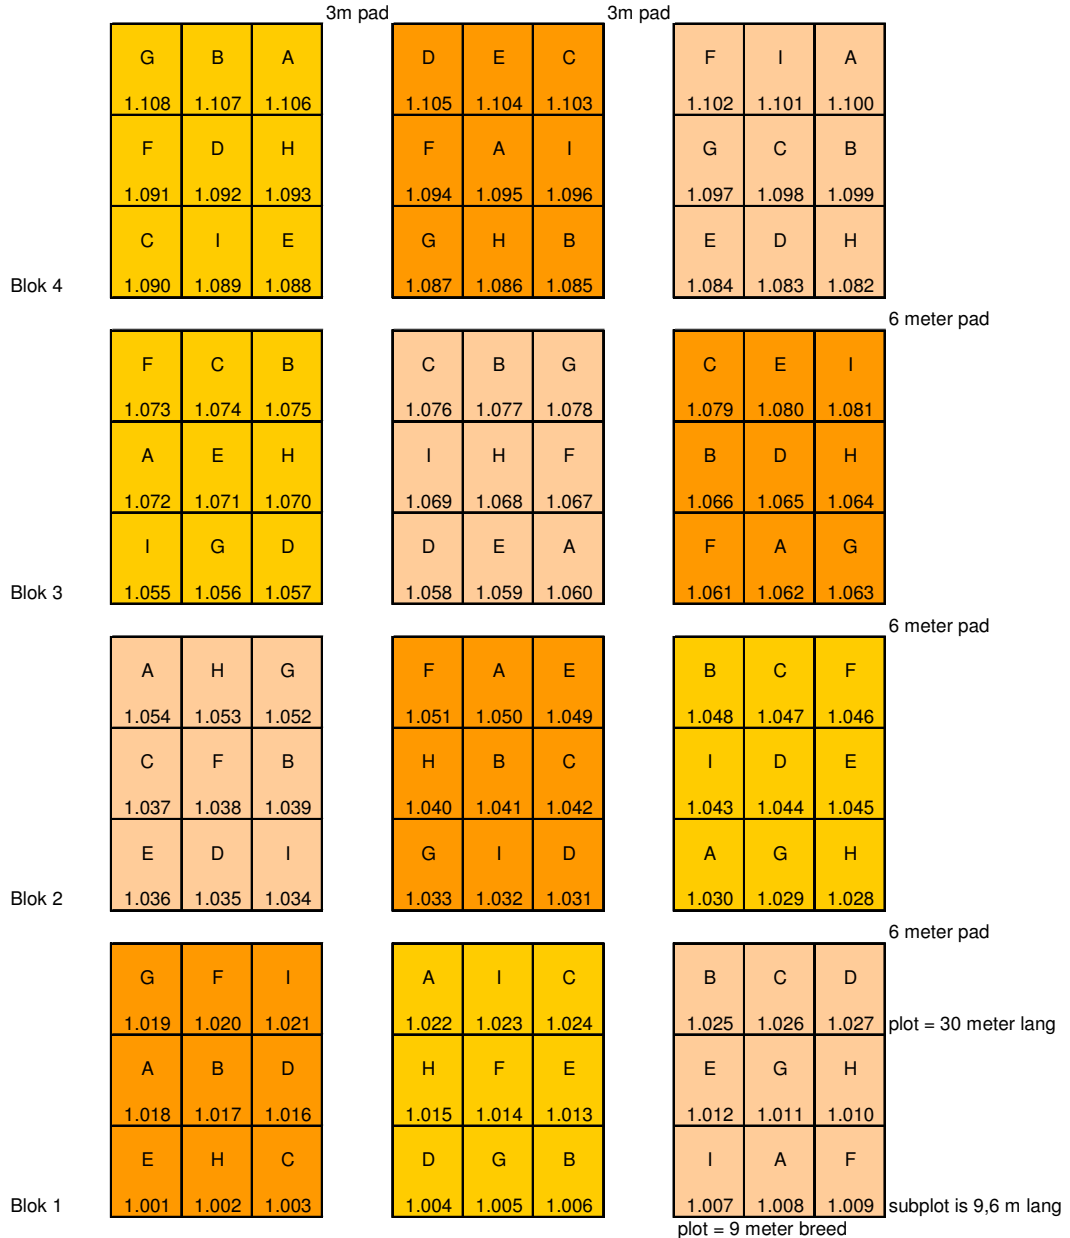 3m pad 3m pad
G B A D E C F I A
1.108 1.107 1.106 1.105 1.104 1.103 1.102 1.101 1.100
F D H F A I G C B
1.091 1.092 1.093 1.094 1.095 1.096 1.097 1.098 1.099
C I E G H B E D H
Blok 4 1.090 1.089 1.088 1.087 1.086 1.085 1.084 1.083 1.082
6 meter pad
F C B C B G C E I
1.073 1.074 1.075 1.076 1.077 1.078 1.079 1.080 1.081
A E H I H F B D H
1.072 1.071 1.070 1.069 1.068 1.067 1.066 1.065 1.064
I G D D E A F A G
Blok 3 1.055 1.056 1.057 1.058 1.059 1.060 1.061 1.062 1.063
6 meter pad
A H G F A E B C F
1.054 1.053 1.052 1.051 1.050 1.049 1.048 1.047 1.046
C F B H B C I D E
1.037 1.038 1.039 1.040 1.041 1.042 1.043 1.044 1.045
E D I G I D A G H
Blok 2 1.036 1.035 1.034 1.033 1.032 1.031 1.030 1.029 1.028
6 meter pad
G F I A I C B C D
1.019 1.020 1.021 1.022 1.023 1.024 1.025 1.026 1.027 plot = 30 meter lang
A B D H F E E G H
1.018 1.017 1.016 1.015 1.014 1.013 1.012 1.011 1.010
E H C D G B I A F
Blok 1 1.001 1.002 1.003 1.004 1.005 1.006 1.007 1.008 1.009 subplot is 9,6 m lang
plot = 9 meter breed